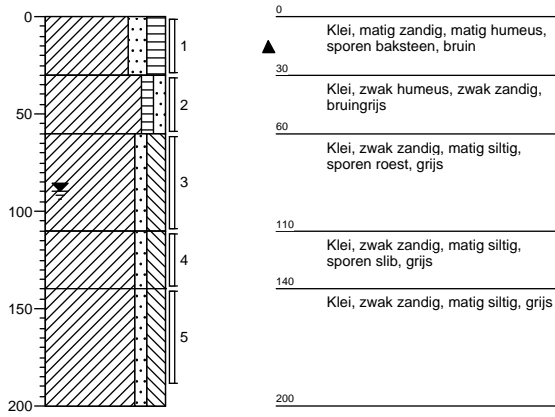 0
50
100
150
200
1
2
3
4
5
0
Klei, matig zandig, matig humeus,
sporen baksteen, bruin
30
Klei, zwak humeus, zwak zandig,
bruingrijs
60
Klei, zwak zandig, matig siltig,
sporen roest, grijs
110
Klei, zwak zandig, matig siltig,
sporen slib, grijs
140
Klei, zwak zandig, matig siltig, grijs
200